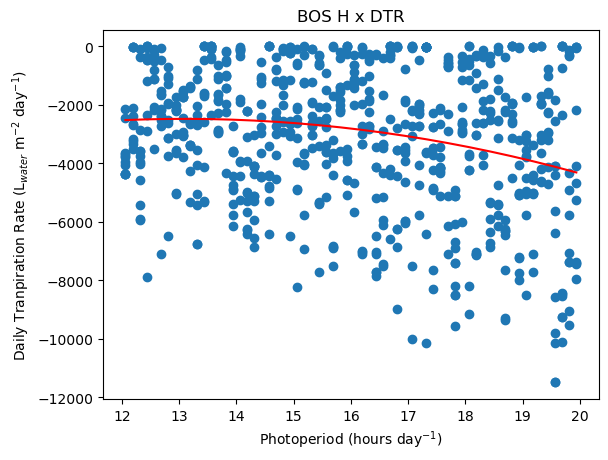 BOS H x DTR
Daily Tranpiration Rate (L_water m⁻² day⁻¹)
0
−2000
−4000
−6000
−8000
−10000
−12000
12 13 14 15 16 17 18 19 20
Photoperiod (hours day⁻¹)